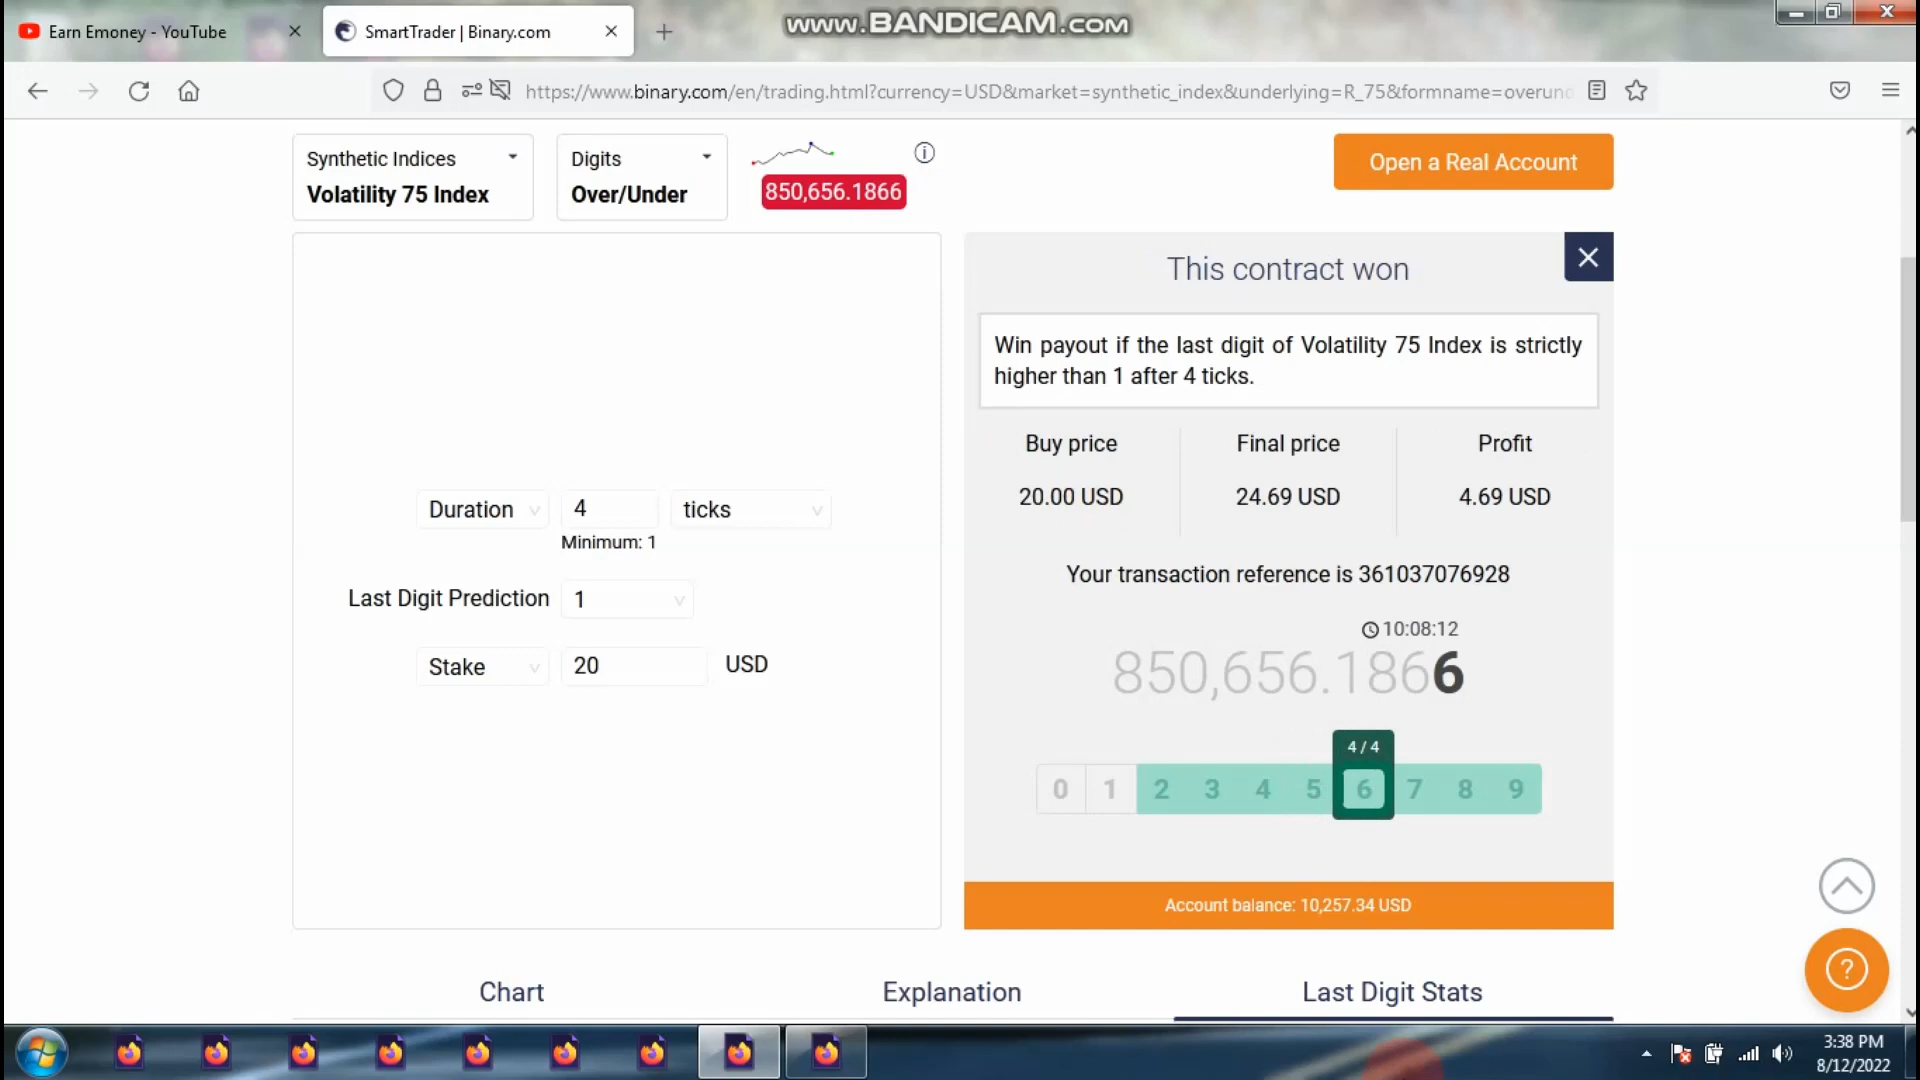 www.BANDICAM.com
Earn Emoney - YouTube
SmartTrader | Binary.com
https://www.binary.com/en/trading.html?currency=USD&market=synthetic_index&underlying=R_75&formname=overund
Synthetic Indices
Volatility 75 Index
Digits
Over/Under
850,656.1866
Open a Real Account
This contract won
Win payout if the last digit of Volatility 75 Index is strictly
higher than 1 after 4 ticks.
Buy price Final price Profit
20.00 USD 24.69 USD 4.69 USD
Duration 4 ticks
Minimum: 1
Last Digit Prediction 1
Stake 20 USD
Your transaction reference is 361037076928
10:08:12
850,656.1866
4 / 4
0 1 2 3 4 5 6 7 8 9
Account balance: 10,257.34 USD
Chart Explanation Last Digit Stats
3:38 PM
8/12/2022